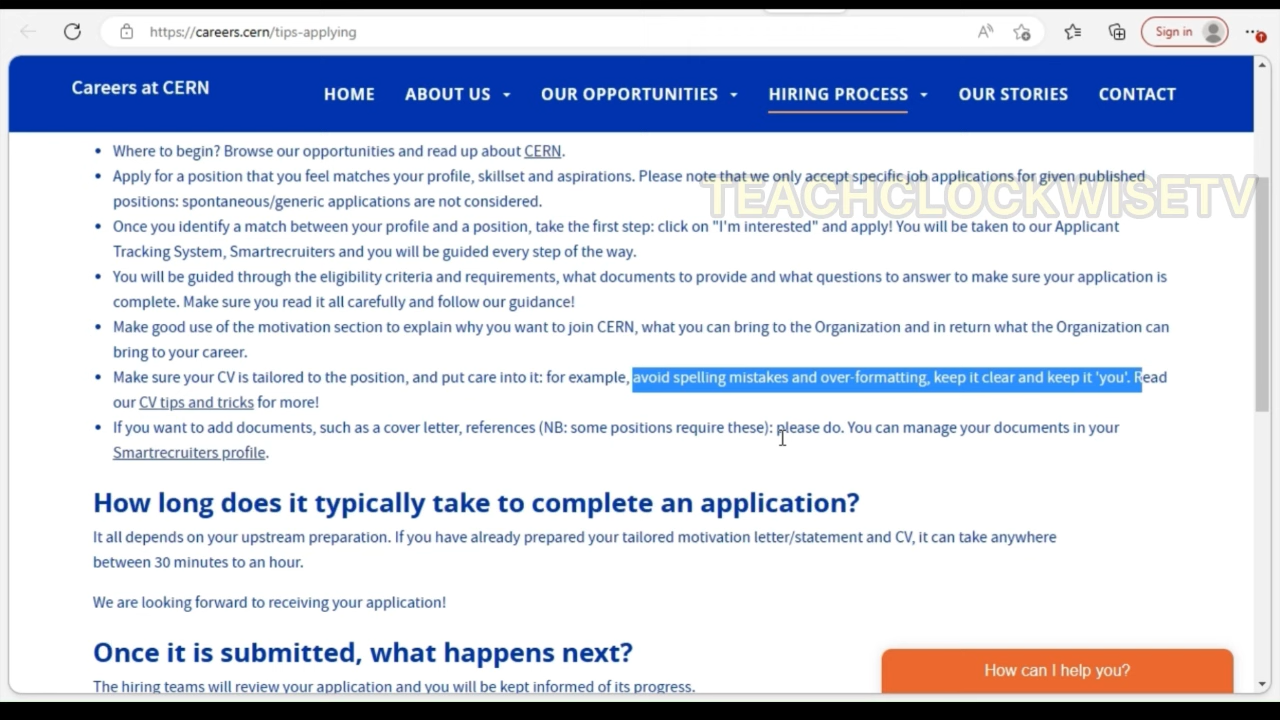 https://careers.cern/tips-applying
Sign in
Careers at CERN
HOME
ABOUT US
OUR OPPORTUNITIES
HIRING PROCESS
OUR STORIES
CONTACT
Where to begin? Browse our opportunities and read up about CERN.
Apply for a position that you feel matches your profile, skillset and aspirations. Please note that we only accept specific job applications for given published
positions: spontaneous/generic applications are not considered.
TEACHCLOCKWISETV
Once you identify a match between your profile and a position, take the first step: click on "I'm interested" and apply! You will be taken to our Applicant
Tracking System, Smartrecruiters and you will be guided every step of the way.
You will be guided through the eligibility criteria and requirements, what documents to provide and what questions to answer to make sure your application is
complete. Make sure you read it all carefully and follow our guidance!
Make good use of the motivation section to explain why you want to join CERN, what you can bring to the Organization and in return what the Organization can
bring to your career.
Make sure your CV is tailored to the position, and put care into it: for example, avoid spelling mistakes and over-formatting, keep it clear and keep it 'you'. Read
our CV tips and tricks for more!
If you want to add documents, such as a cover letter, references (NB: some positions require these): please do. You can manage your documents in your
Smartrecruiters profile.
How long does it typically take to complete an application?
It all depends on your upstream preparation. If you have already prepared your tailored motivation letter/statement and CV, it can take anywhere
between 30 minutes to an hour.
We are looking forward to receiving your application!
Once it is submitted, what happens next?
The hiring teams will review your application and you will be kept informed of its progress.
How can I help you?